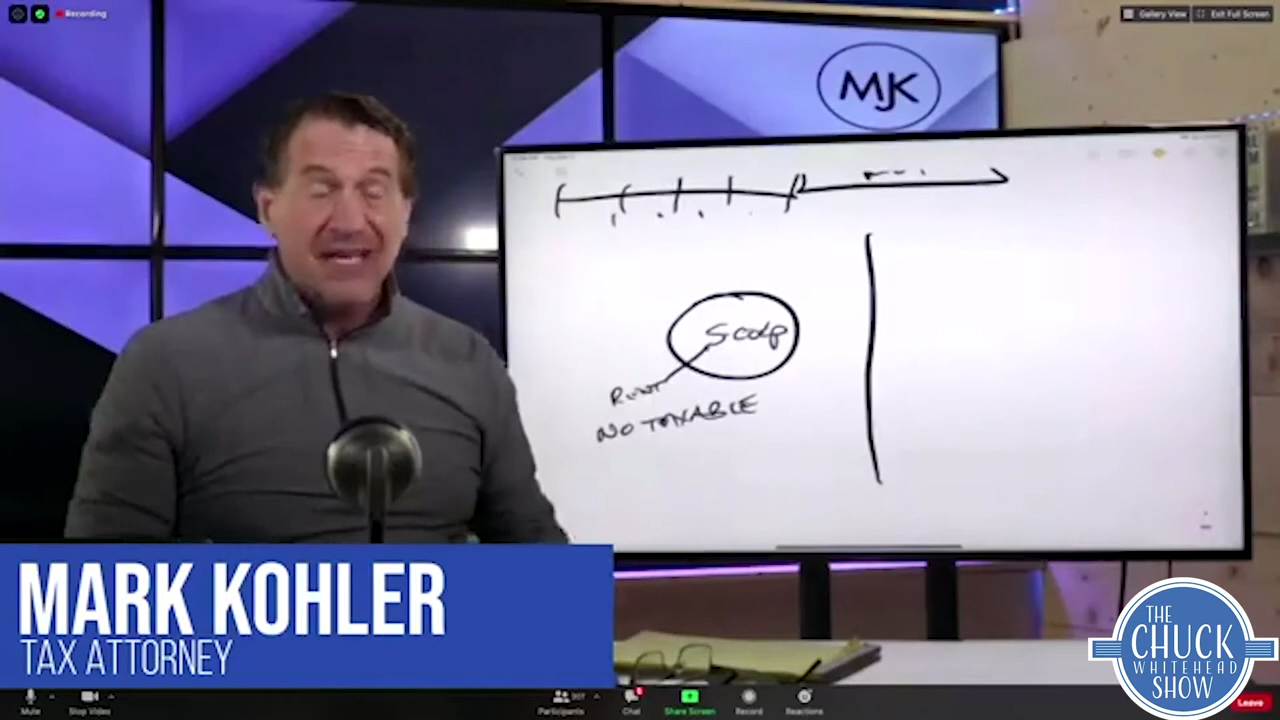 Recording
Gallery View
Exit Full Screen
MJK
Scalp
RENT
NO TAXABLE
MARK KOHLER
TAX ATTORNEY
THE
CHUCK
WHITEHEAD
SHOW
Mute
Stop Video
Participants
Chat
Share Screen
Record
Reactions
Leave